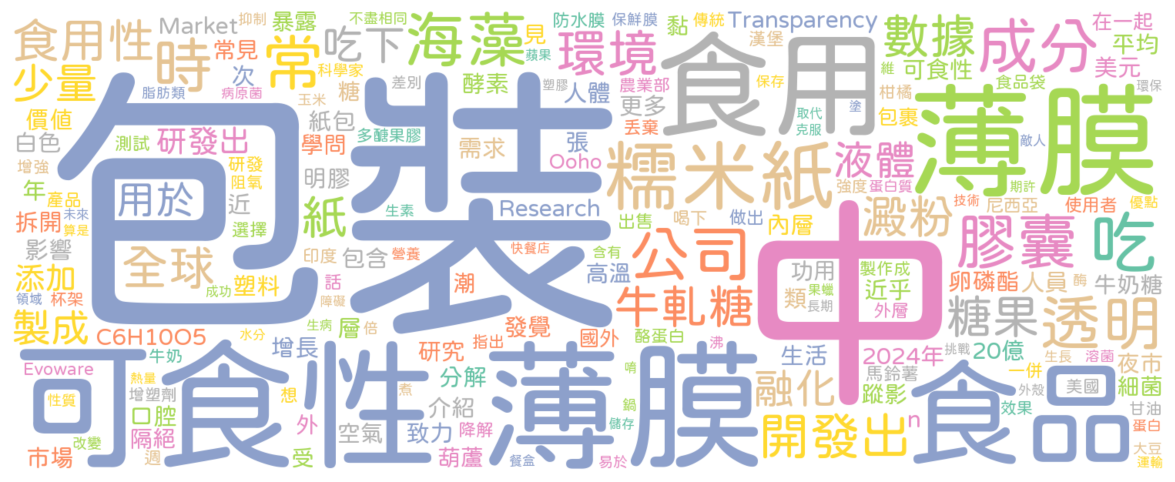 食用性 Market 抑制 暴露 不盡相同 海藻 防水膜 保鮮膜 黏 傳統 Transparency 數據 成分 在一起
少量 時 常見 常 吃下 見 蘋果 環境 農業部 漢堡 食用 保存 維 可食性 食品袋 平均 美元
脂肪類 次 科學家 差別 酵素 塑膠 人體 更多 取代 塗 柑橘 環保
價值 病原菌 糖 玉米 紙包 丟棄 克服 包裹 薄膜
白色 測試 研發出 學問 多醣果膠 需求 張 Ooho 糯米紙 液體 敵人
增強 研發 包裝 明膠 強度 蛋白質 期許
年 產品 用於 阻氧 近 紙 生素 Research 出售 喝下 做出 內層 澱粉 技術 尼西亞 使用者 優點
拆開 未來 算是 選擇
影響 全球 印度 包含 營養 快餐店 含有 公司 中 功用 製作成 膠囊 吃
添加 成功 塑料 話 潮 高溫 類 果蠟 近乎 卵磷酯 人員 酶 牛奶糖
領域 杯架 障礙 牛軋糖 長期 外層
製成 C6H10O5 層 倍 發覺 國外 酪蛋白 糖果 透明
水分 生病 指出 沸 生活 2024年 挑戰 20億 生長 溶菌 夜市
Evoware 牛奶 增長 研究 鳴 馬鈴薯 一併 細菌
熱量 可食性薄膜 想 煮 分解 融化 蹤影 外殼 美國
性質 增塑劑 介紹 鍋 食品 效果 甘油
口腔 外 空氣 致力 降解 儲存 開發出 n 蛋白
市場 改變 隔絕 週 受 葫蘆 餐盒 易於 大豆 運輸